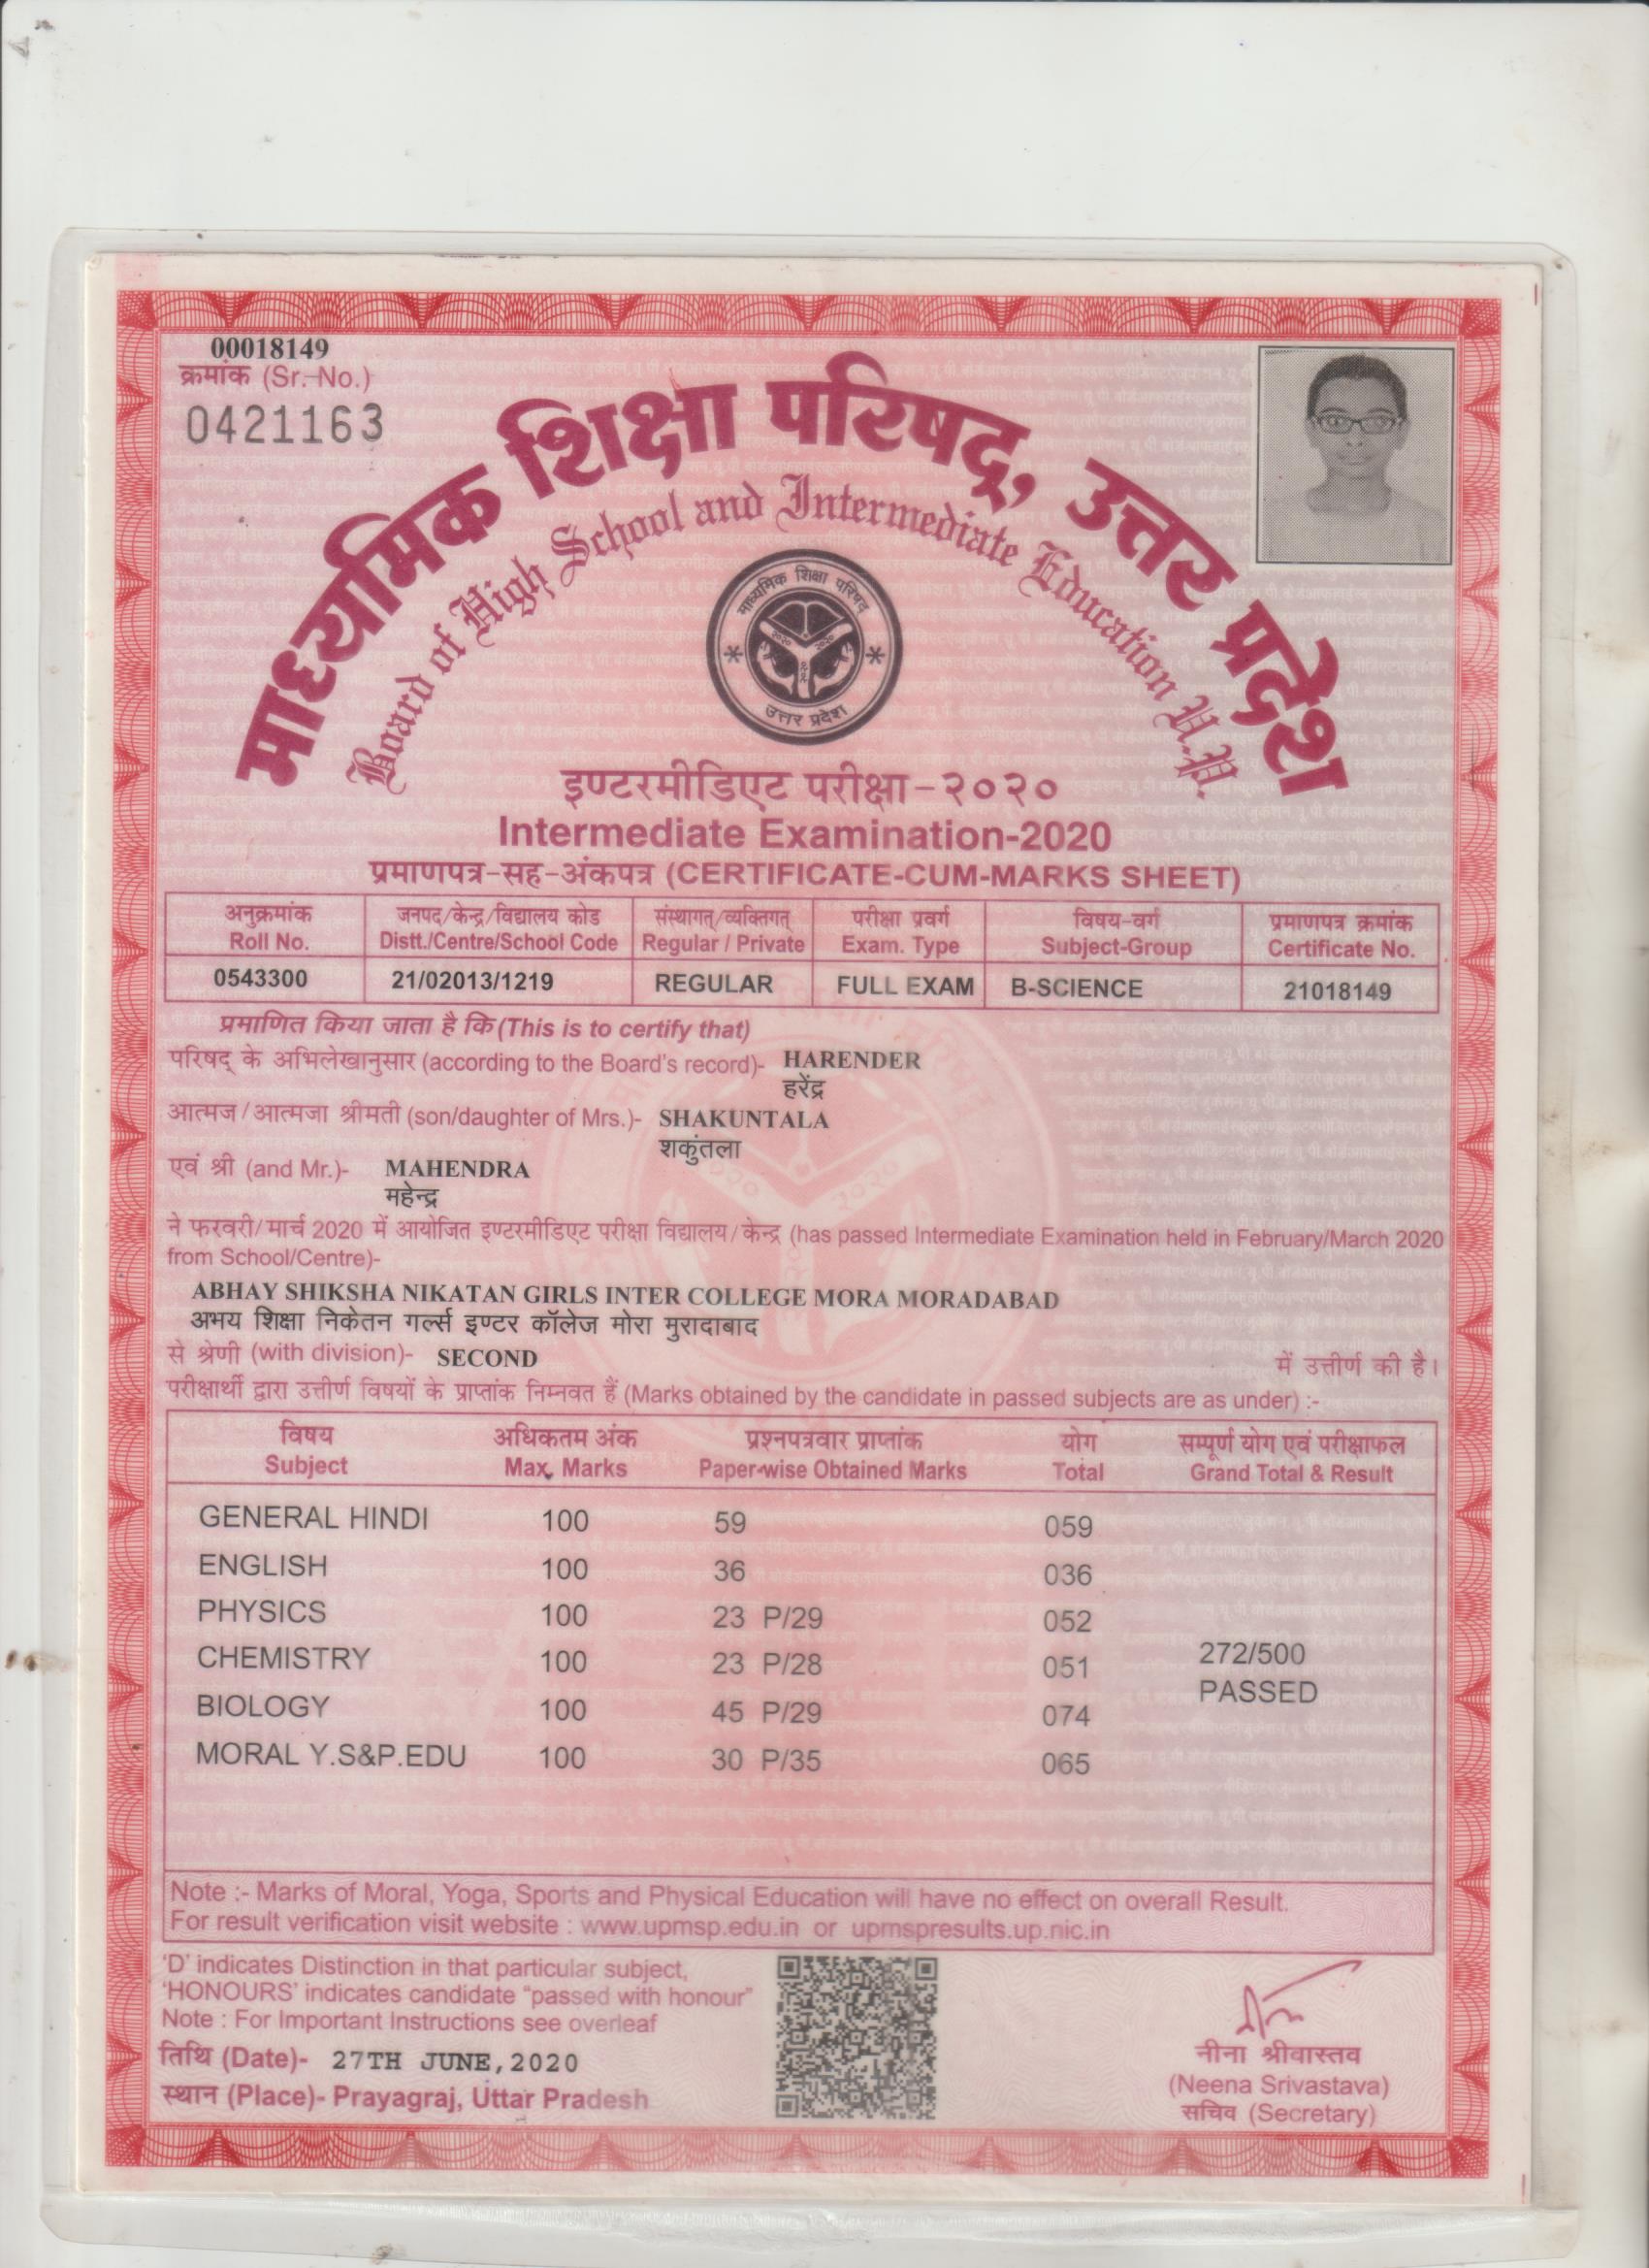 00018149
क्रमांक (Sr. No.)
0421163
माध्यमिक शिक्षा परिषद्, उत्तर प्रदेश
Board of High School and Intermediate Education U.P.
माध्यमिक शिक्षा परिषद
उत्तर प्रदेश
इण्टरमीडिएट परीक्षा-२०२०
Intermediate Examination-2020
प्रमाणपत्र-सह-अंकपत्र (CERTIFICATE-CUM-MARKS SHEET)
अनुक्रमांक जनपद/केन्द्र/विद्यालय कोड संस्थागत्/व्यक्तिगत् परीक्षा प्रवर्ग विषय-वर्ग प्रमाणपत्र क्रमांक
Roll No. Distt./Centre/School Code Regular / Private Exam. Type Subject-Group Certificate No.
0543300 21/02013/1219 REGULAR FULL EXAM B-SCIENCE 21018149
प्रमाणित किया जाता है कि (This is to certify that)
परिषद् के अभिलेखानुसार (according to the Board's record)- HARENDER
हरेंद्र
आत्मज/आत्मजा श्रीमती (son/daughter of Mrs.)- SHAKUNTALA
शकुंतला
एवं श्री (and Mr.)- MAHENDRA
महेन्द्र
ने फरवरी/मार्च 2020 में आयोजित इण्टरमीडिएट परीक्षा विद्यालय/केन्द्र (has passed Intermediate Examination held in February/March 2020
from School/Centre)-
ABHAY SHIKSHA NIKATAN GIRLS INTER COLLEGE MORA MORADABAD
अभय शिक्षा निकेतन गर्ल्स इण्टर कॉलेज मोरा मुरादाबाद
से श्रेणी (with division)- SECOND में उत्तीर्ण की है।
परीक्षार्थी द्वारा उत्तीर्ण विषयों के प्राप्तांक निम्नवत हैं (Marks obtained by the candidate in passed subjects are as under) :-
विषय अधिकतम अंक प्रश्नपत्रवार प्राप्तांक योग सम्पूर्ण योग एवं परीक्षाफल
Subject Max. Marks Paper-wise Obtained Marks Total Grand Total & Result
GENERAL HINDI 100 59 059
ENGLISH 100 36 036
PHYSICS 100 23 P/29 052
CHEMISTRY 100 23 P/28 051 272/500
PASSED
BIOLOGY 100 45 P/29 074
MORAL Y.S&P.EDU 100 30 P/35 065
Note :- Marks of Moral, Yoga, Sports and Physical Education will have no effect on overall Result.
For result verification visit website : www.upmsp.edu.in or upmspresults.up.nic.in
'D' indicates Distinction in that particular subject,
'HONOURS' indicates candidate "passed with honour"
Note : For Important Instructions see overleaf
तिथि (Date)- 27TH JUNE,2020
स्थान (Place)- Prayagraj, Uttar Pradesh
नीना श्रीवास्तव
(Neena Srivastava)
सचिव (Secretary)